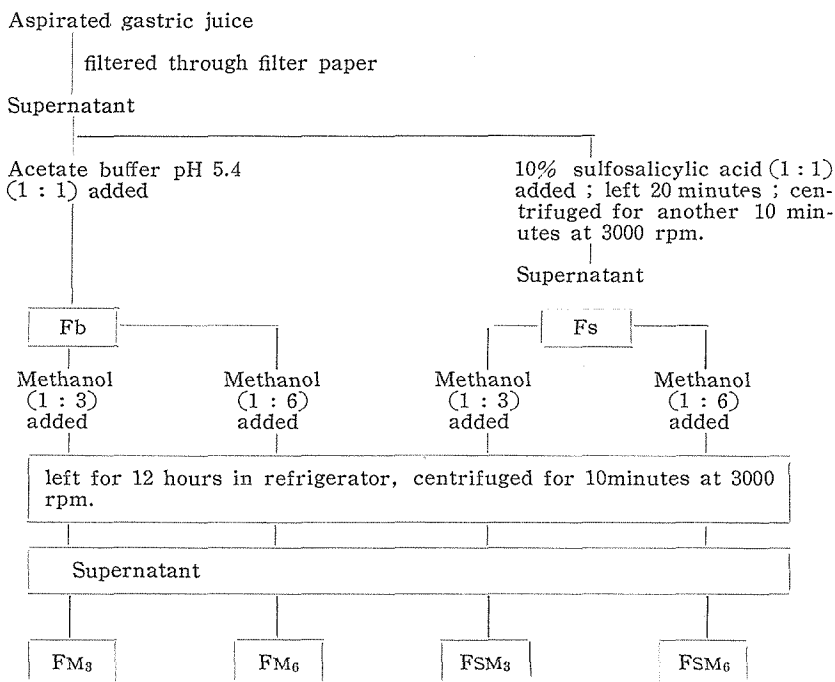 Aspirated gastric juice
filtered through filter paper
Supernatant
Acetate buffer pH 5.4
(1 : 1) added
10% sulfosalicylic acid (1 : 1)
added ; left 20 minutes ; cen-
trifuged for another 10 min-
utes at 3000 rpm.
Supernatant
Fb
Fs
Methanol
(1 : 3)
added
Methanol
(1 : 6)
added
Methanol
(1 : 3)
added
Methanol
(1 : 6)
added
left for 12 hours in refrigerator, centrifuged for 10minutes at 3000
rpm.
Supernatant
FM₃
FM₆
FSM₃
FSM₆